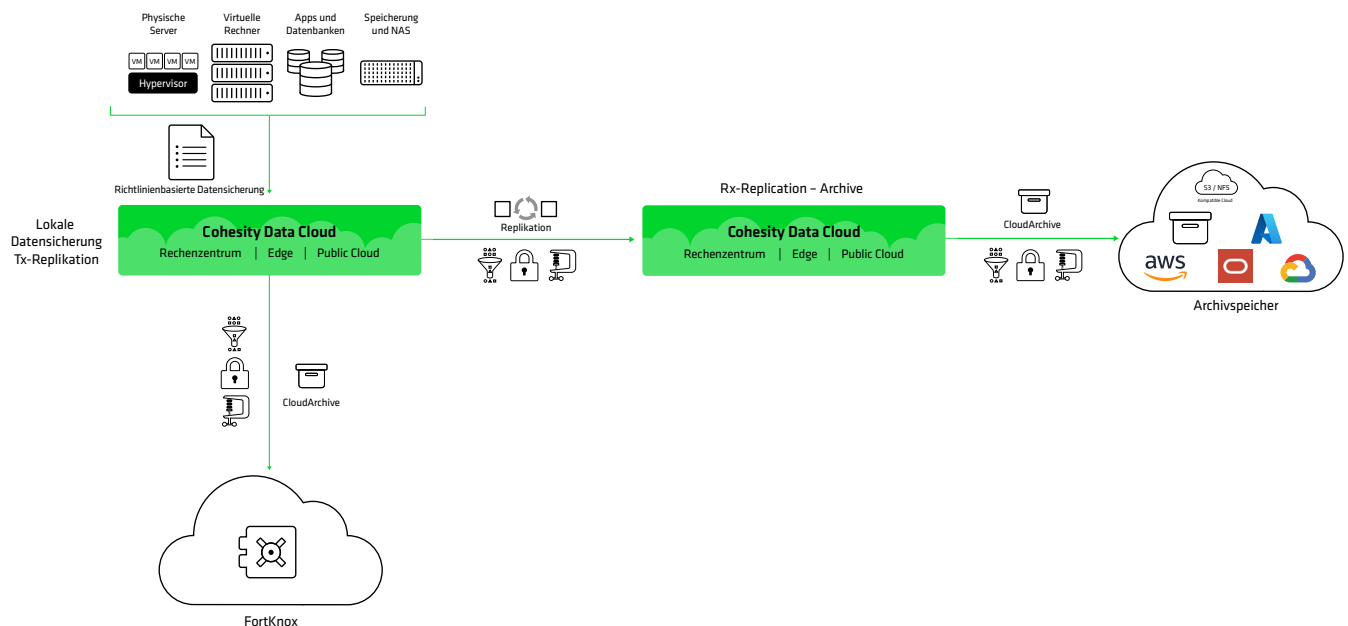 Physische
Server
Virtuelle
Rechner
Apps und
Datenbanken
Speicherung
und NAS
VM VM VM VM
Hypervisor
Richtlinienbasierte Datensicherung
Lokale
Datensicherung
Tx-Replikation
Cohesity Data Cloud
Rechenzentrum | Edge | Public Cloud
Replikation
Rx-Replication – Archive
Cohesity Data Cloud
Rechenzentrum | Edge | Public Cloud
CloudArchive
S3 / NFS
Kompatible Cloud
aws
Archivspeicher
CloudArchive
FortKnox